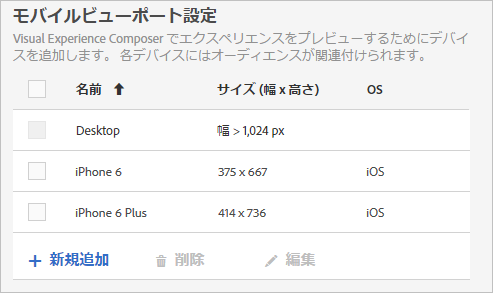 モバイルビューポート設定
Visual Experience Composer でエクスペリエンスをプレビューするためにデバイ
スを追加します。 各デバイスにはオーディエンスが関連付けられます。
名前 サイズ (幅 x 高さ) OS
Desktop 幅 > 1,024 px
iPhone 6 375 x 667 iOS
iPhone 6 Plus 414 x 736 iOS
+ 新規追加 削除 編集